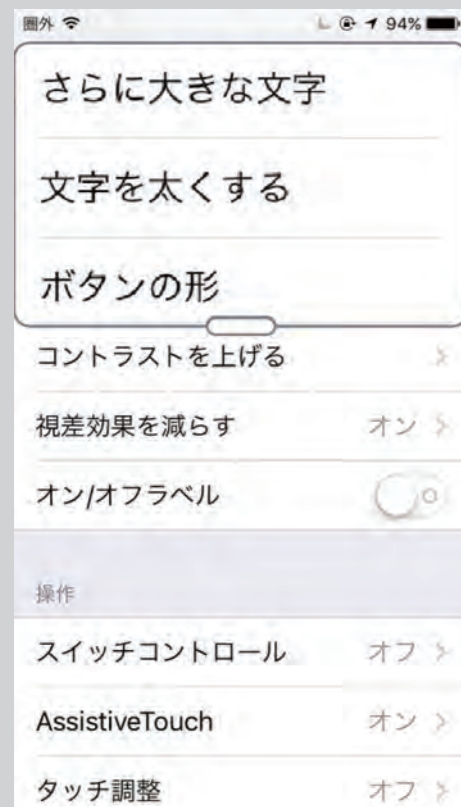 圏外 94%
さらに大きな文字
文字を太くする
ボタンの形
コントラストを上げる
視差効果を減らす オン
オン/オフラベル
操作
スイッチコントロール オフ
AssistiveTouch オン
タッチ調整 オフ